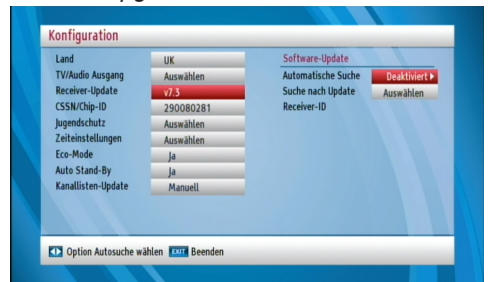 Konfiguration
Land UK
TV/Audio Ausgang Auswählen
Receiver-Update v7.3
CSSN/Chip-ID 290080281
Jugendschutz Auswählen
Zeiteinstellungen Auswählen
Eco-Mode Ja
Auto Stand-By Ja
Kanallisten-Update Manuell
Software-Update
Automatische Suche Deaktiviert
Suche nach Update Auswählen
Receiver-ID
Option Autosuche wählen EXIT Beenden